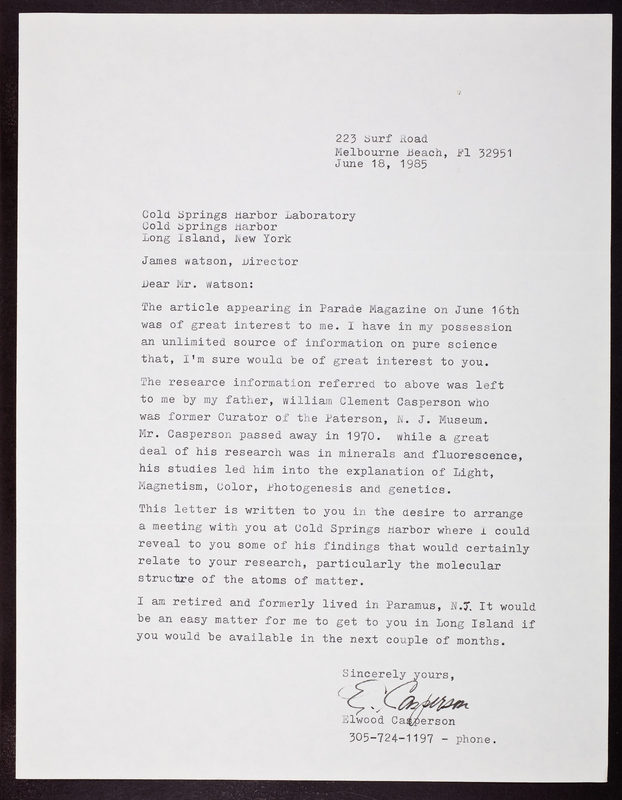 223 Surf Road
Melbourne Beach, Fl 32951
June 18, 1985
Cold Springs Harbor Laboratory
Cold Springs Harbor
Long Island, New York
James Watson, Director
Dear Mr. Watson:
The article appearing in Parade Magazine on June 16th
was of great interest to me. I have in my possession
an unlimited source of information on pure science
that, I'm sure would be of great interest to you.
The researce information referred to above was left
to me by my father, William Clement Casperson who
was former Curator of the Paterson, N. J. Museum.
Mr. Casperson passed away in 1970. While a great
deal of his research was in minerals and fluorescence,
his studies led him into the explanation of Light,
Magnetism, Color, Photogenesis and genetics.
This letter is written to you in the desire to arrange
a meeting with you at Cold Springs Harbor where I could
reveal to you some of his findings that would certainly
relate to your research, particularly the molecular
structre of the atoms of matter.
I am retired and formerly lived in Paramus, N.J. It would
be an easy matter for me to get to you in Long Island if
you would be available in the next couple of months.
Sincerely yours,
E. Casperson
Elwood Casperson
305-724-1197 - phone.